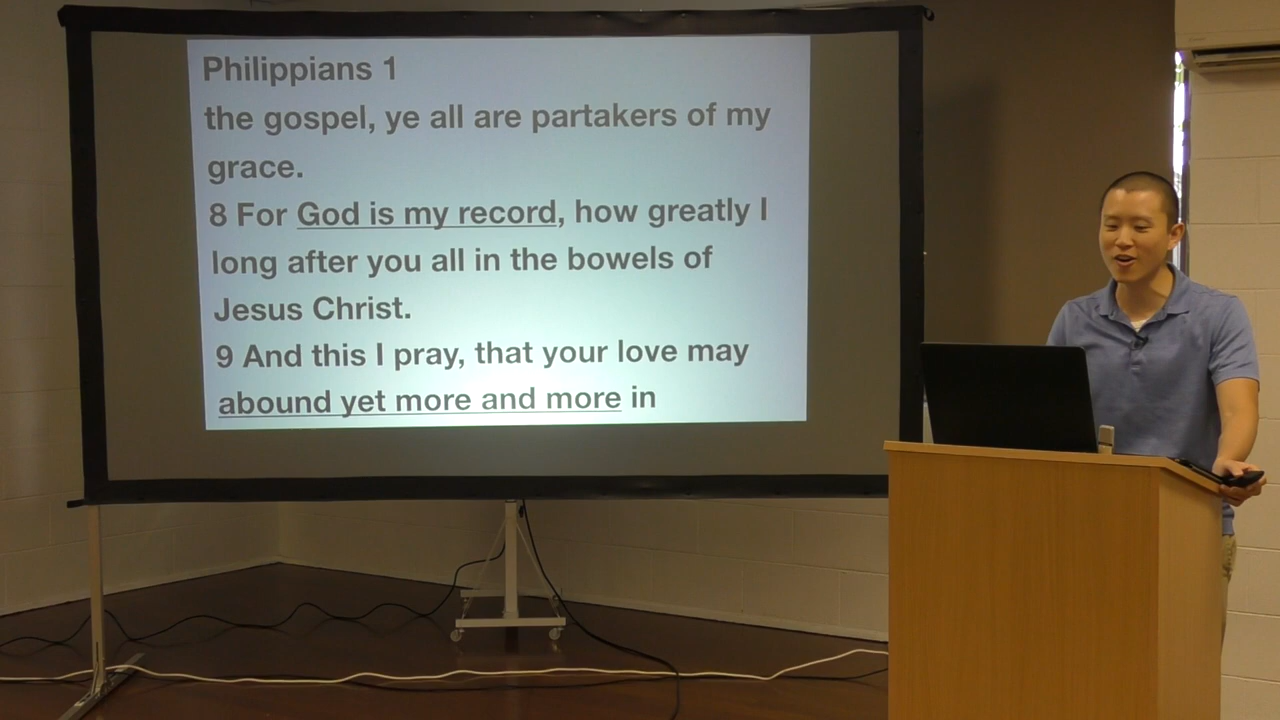 Philippians 1
the gospel, ye all are partakers of my
grace.
8 For God is my record, how greatly I
long after you all in the bowels of
Jesus Christ.
9 And this I pray, that your love may
abound yet more and more in